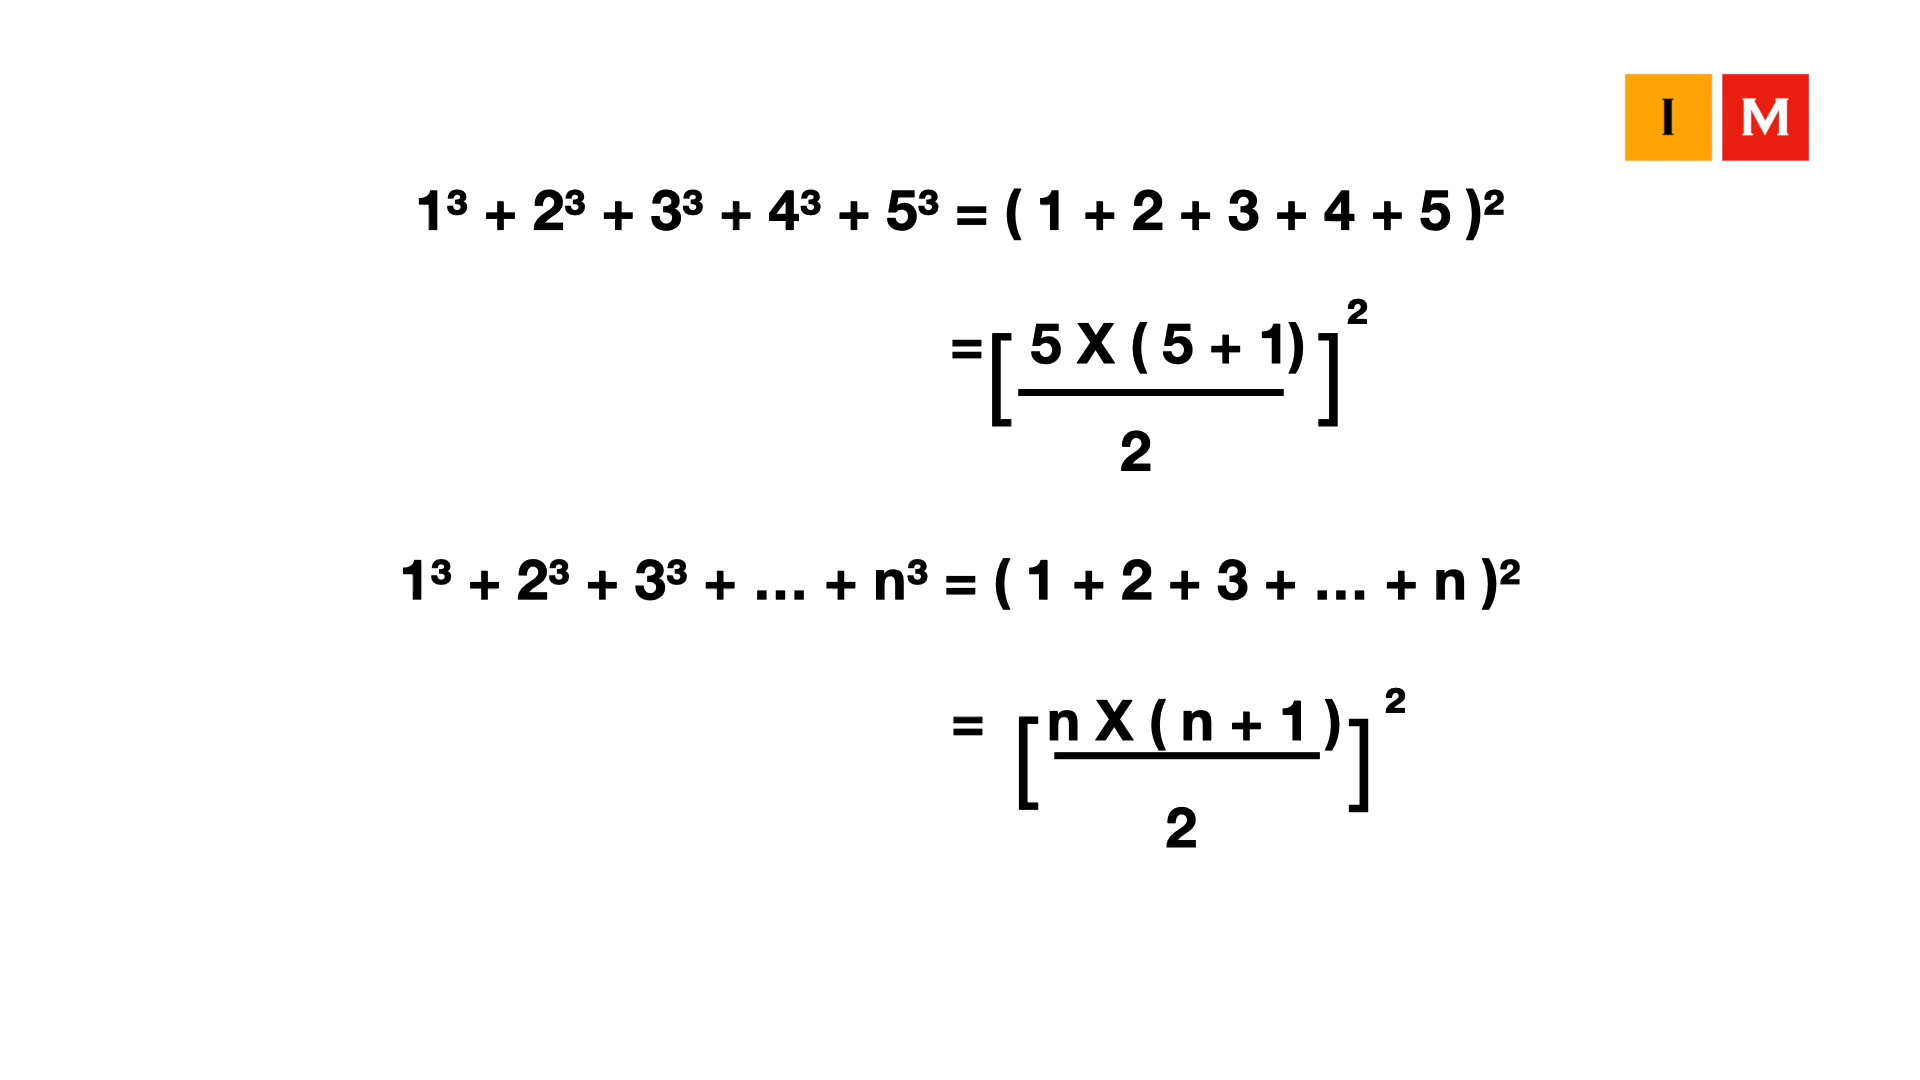 I M
1³ + 2³ + 3³ + 4³ + 5³ = ( 1 + 2 + 3 + 4 + 5 )²
=[ 5 X ( 5 + 1) ]²
2
1³ + 2³ + 3³ + ... + n³ = ( 1 + 2 + 3 + ... + n )²
= [ n X ( n + 1 ) ]²
2